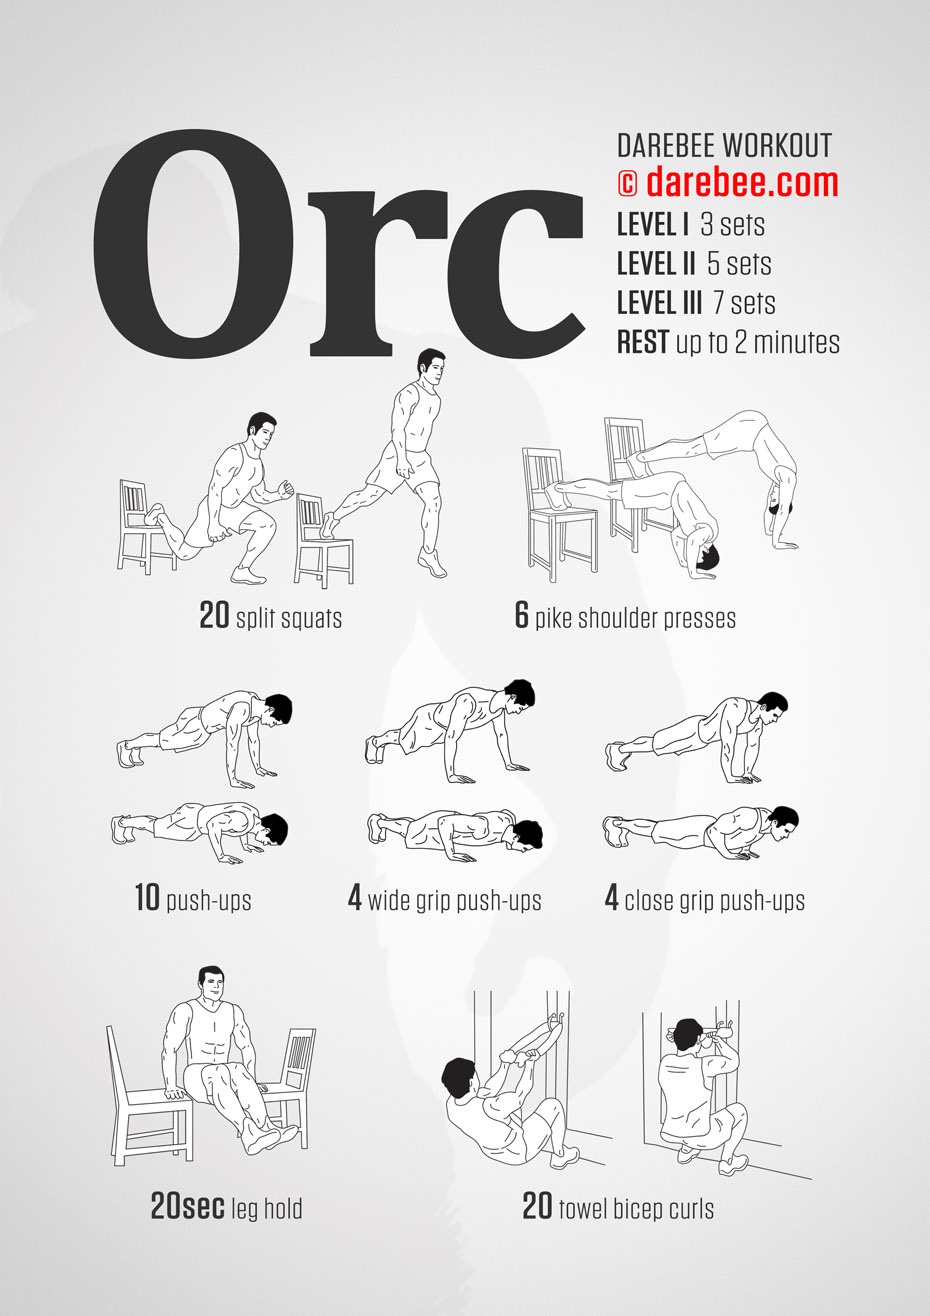 Orc
DAREBEE WORKOUT
© darebee.com
LEVEL I 3 sets
LEVEL II 5 sets
LEVEL III 7 sets
REST up to 2 minutes
20 split squats
6 pike shoulder presses
10 push-ups
4 wide grip push-ups
4 close grip push-ups
20sec leg hold
20 towel bicep curls